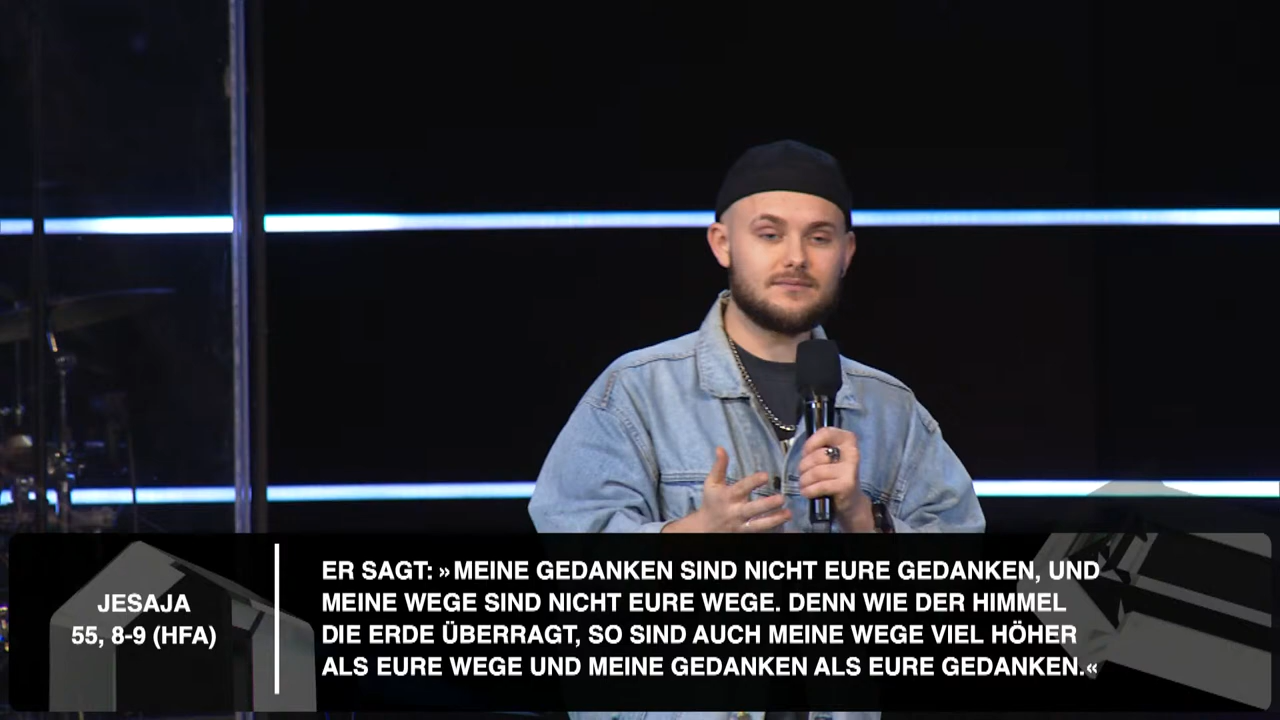 JESAJA
55, 8-9 (HFA)
ER SAGT: »MEINE GEDANKEN SIND NICHT EURE GEDANKEN, UND
MEINE WEGE SIND NICHT EURE WEGE. DENN WIE DER HIMMEL
DIE ERDE ÜBERRAGT, SO SIND AUCH MEINE WEGE VIEL HÖHER
ALS EURE WEGE UND MEINE GEDANKEN ALS EURE GEDANKEN.«